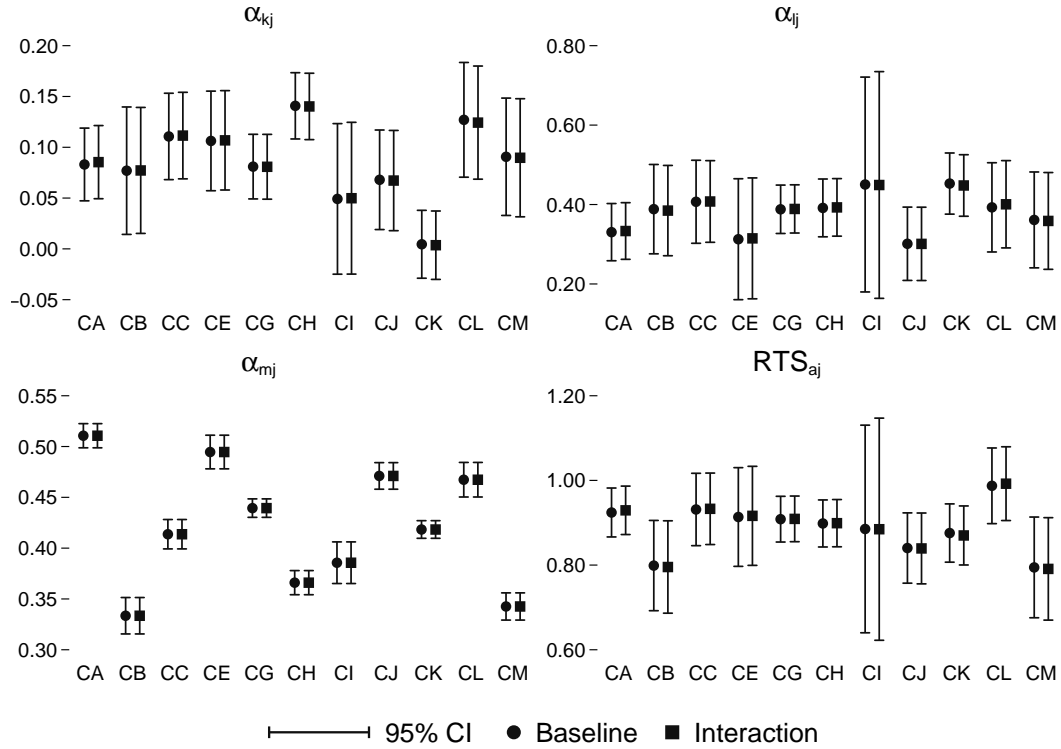 α_kj
0.20
0.15
0.10
0.05
0.00
−0.05
CA CB CC CE CG CH CI CJ CK CL CM
α_lj
0.80
0.60
0.40
0.20
CA CB CC CE CG CH CI CJ CK CL CM
α_mj
0.55
0.50
0.45
0.40
0.35
0.30
CA CB CC CE CG CH CI CJ CK CL CM
RTS_aj
1.20
1.00
0.80
0.60
CA CB CC CE CG CH CI CJ CK CL CM
95% CI Baseline Interaction